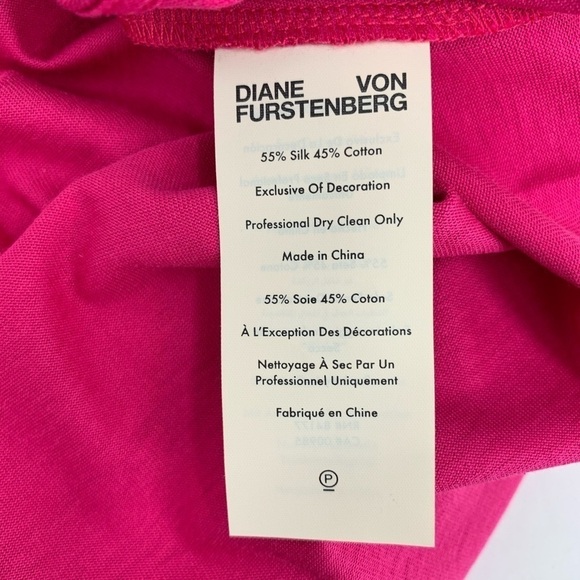 DIANE VON
FURSTENBERG
55% Silk 45% Cotton
Exclusive Of Decoration
Professional Dry Clean Only
Made in China
55% Soie 45% Coton
À L'Exception Des Décorations
Nettoyage À Sec Par Un
Professionnel Uniquement
Fabriqué en Chine
P